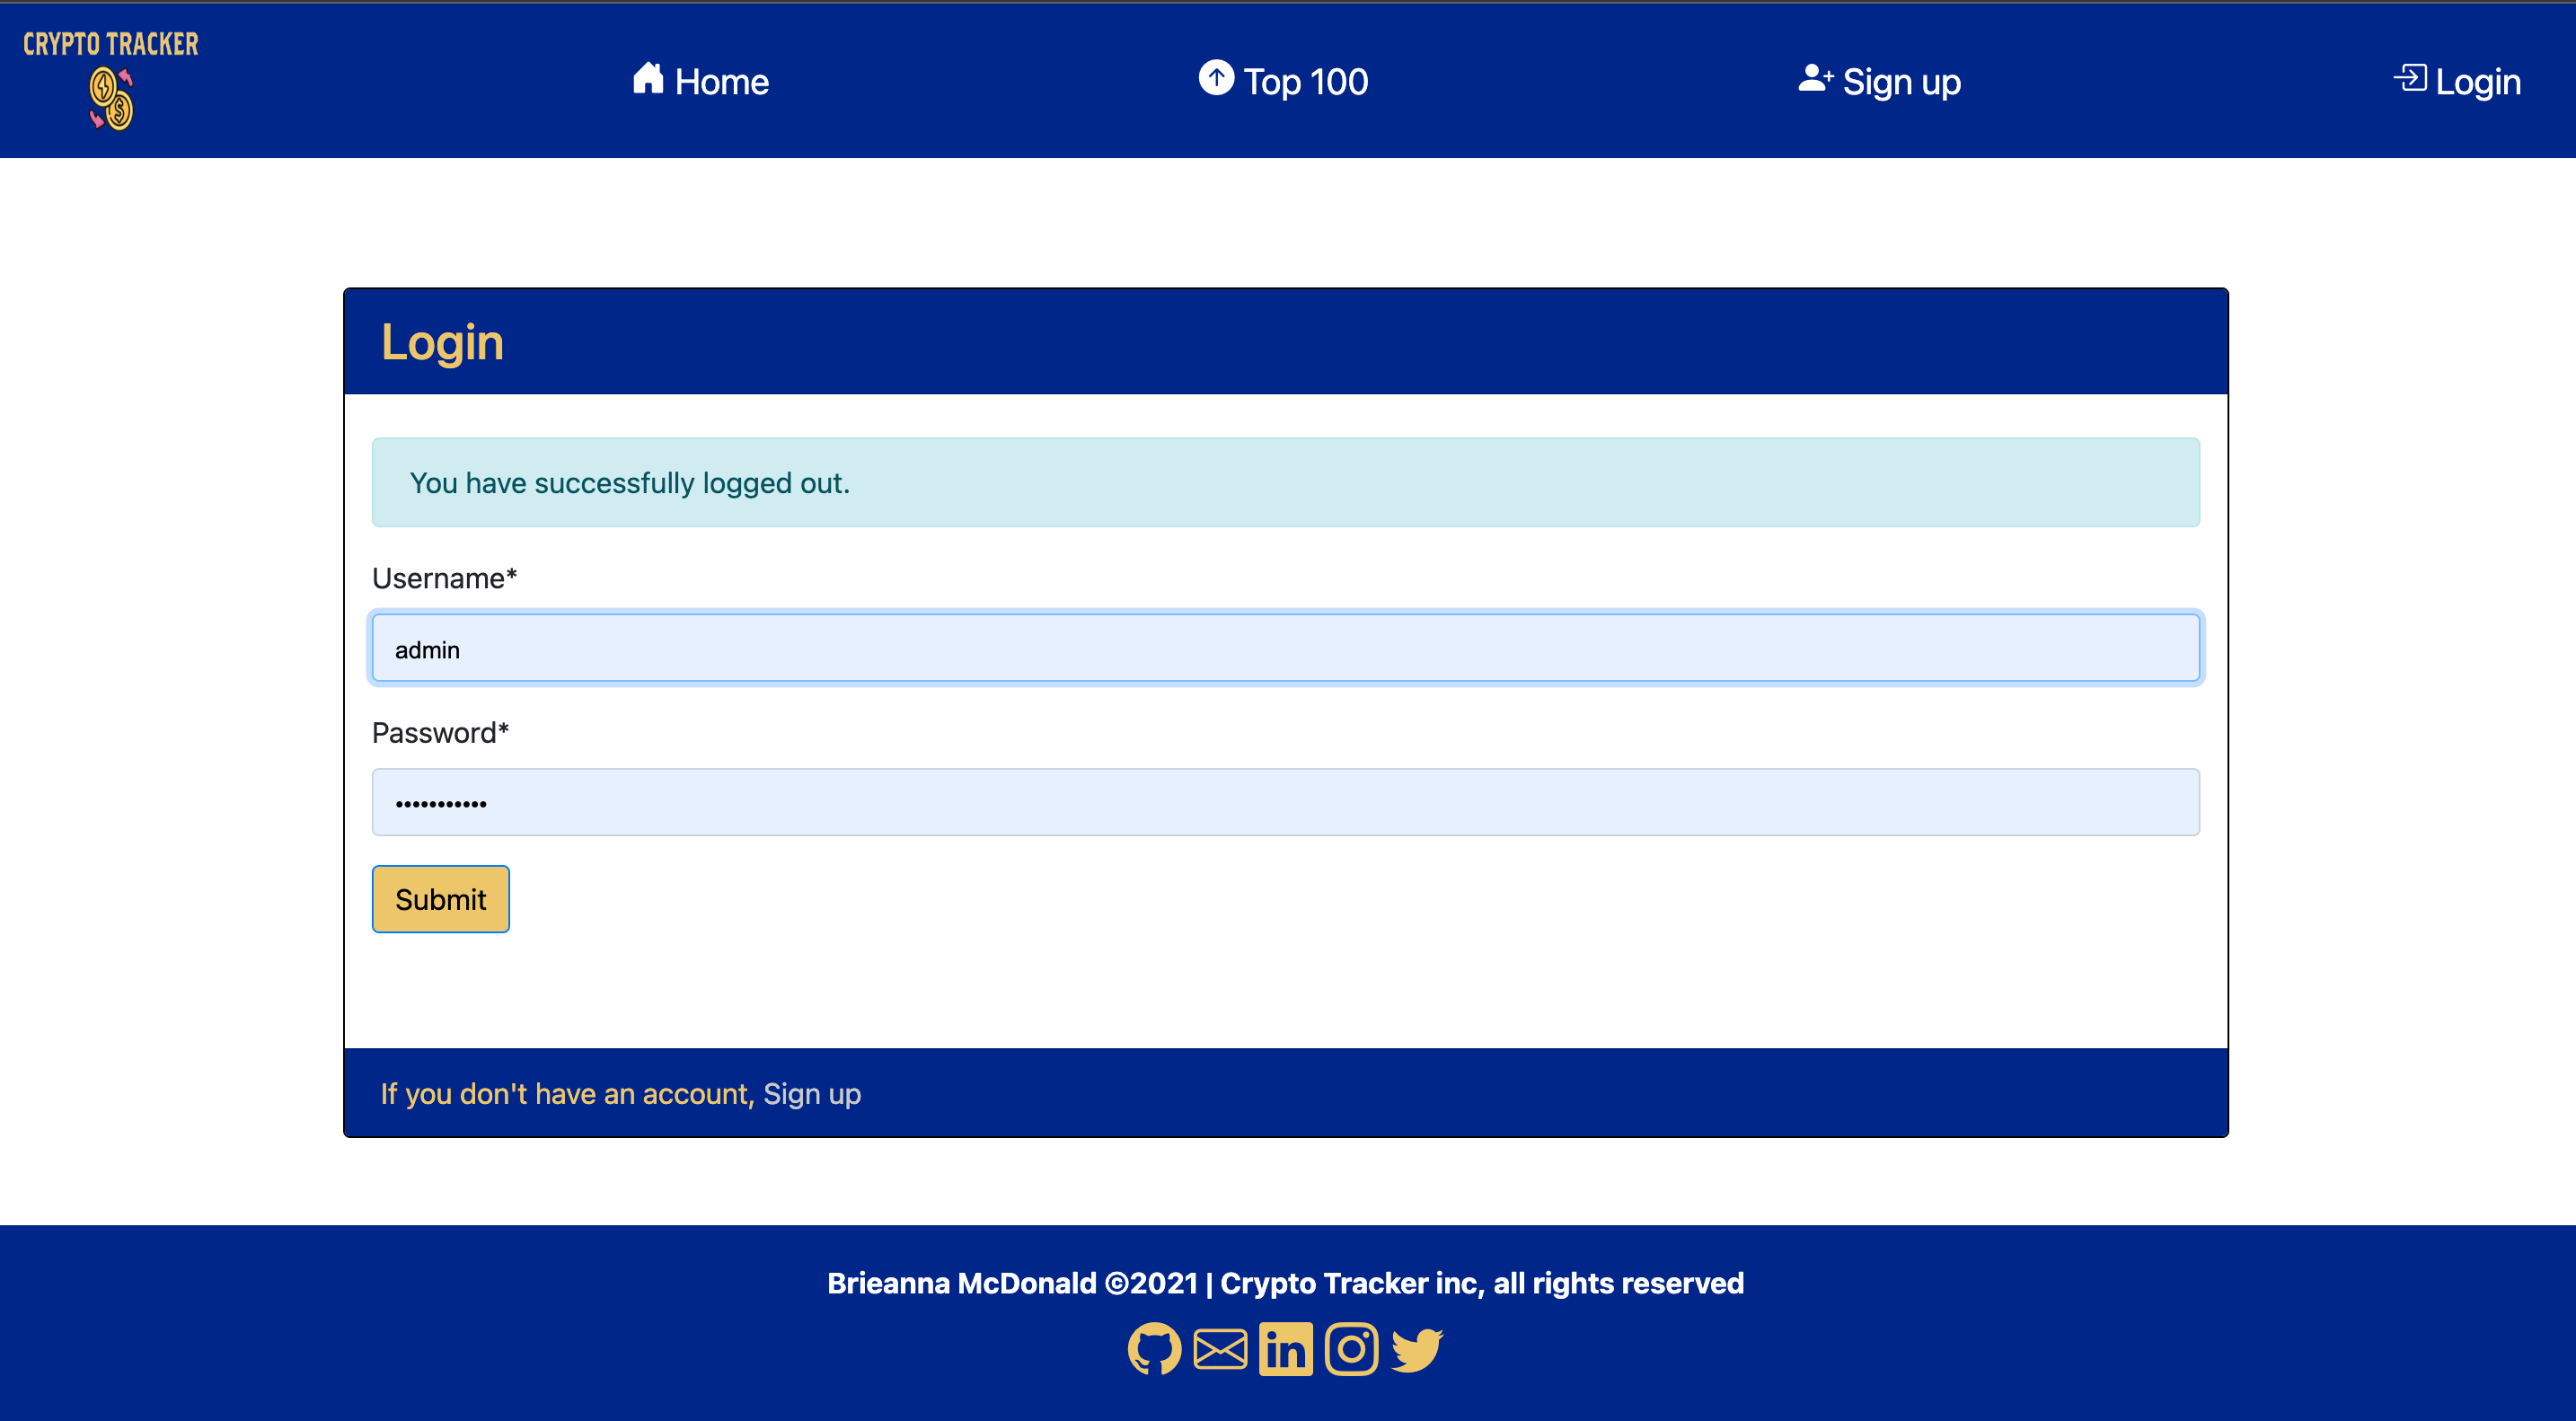 CRYPTO TRACKER
Home
Top 100
Sign up
Login
Login
You have successfully logged out.
Username*
admin
Password*
•••••••••••
Submit
If you don't have an account, Sign up
Brieanna McDonald ©2021 | Crypto Tracker inc, all rights reserved
in